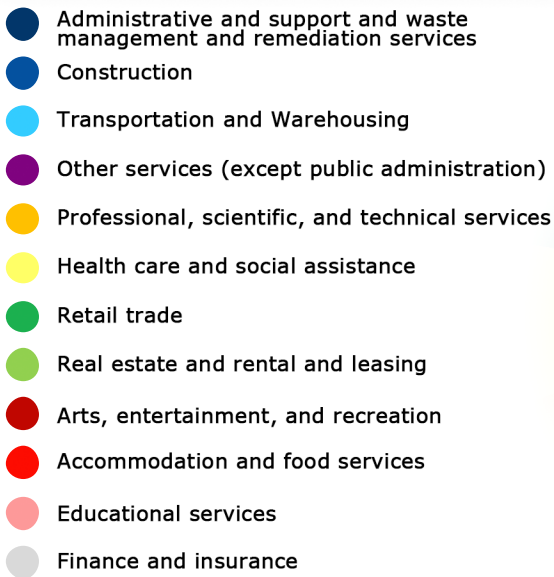 Administrative and support and waste
management and remediation services
Construction
Transportation and Warehousing
Other services (except public administration)
Professional, scientific, and technical services
Health care and social assistance
Retail trade
Real estate and rental and leasing
Arts, entertainment, and recreation
Accommodation and food services
Educational services
Finance and insurance